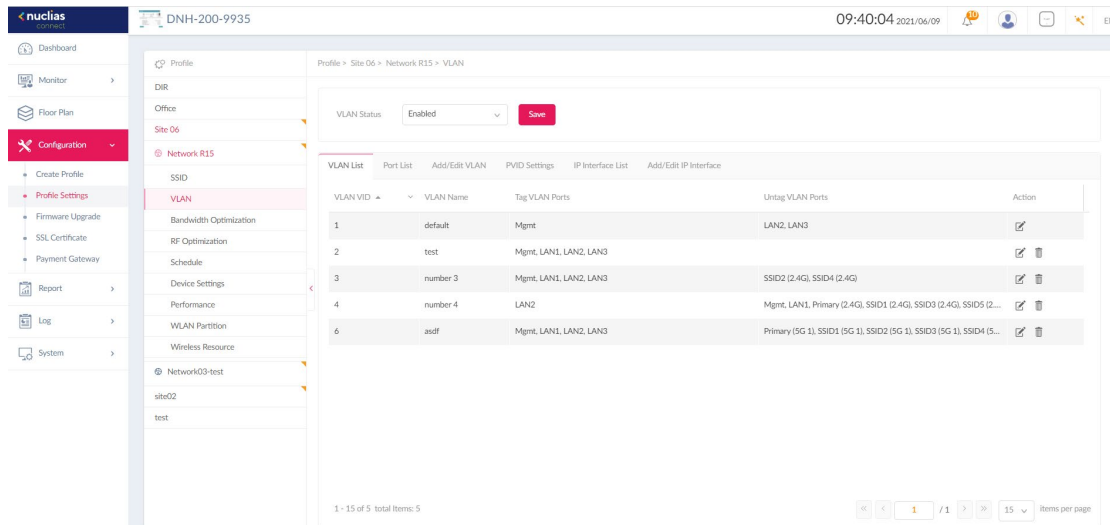 nuclias
connect
DNH-200-9935
09:40:04 2021/06/09
10
Dashboard
Monitor
Floor Plan
Configuration
Create Profile
Profile Settings
Firmware Upgrade
SSL Certificate
Payment Gateway
Report
Log
System
Profile
DIR
Office
Site 06
Network R15
SSID
VLAN
Bandwidth Optimization
RF Optimization
Schedule
Device Settings
Performance
WLAN Partition
Wireless Resource
Network03-test
site02
test
Profile > Site 06 > Network R15 > VLAN
VLAN Status Enabled Save
VLAN List Port List Add/Edit VLAN PVID Settings IP Interface List Add/Edit IP Interface
VLAN VID VLAN Name Tag VLAN Ports Untag VLAN Ports Action
1 default Mgmt LAN2, LAN3
2 test Mgmt, LAN1, LAN2, LAN3
3 number 3 Mgmt, LAN1, LAN2, LAN3 SSID2 (2.4G), SSID4 (2.4G)
4 number 4 LAN2 Mgmt, LAN1, Primary (2.4G), SSID1 (2.4G), SSID3 (2.4G), SSID5 (2....
6 asdf Mgmt, LAN1, LAN2, LAN3 Primary (5G 1), SSID1 (5G 1), SSID2 (5G 1), SSID3 (5G 1), SSID4 (5...
1 - 15 of 5 total Items: 5 1 / 1 15 items per page